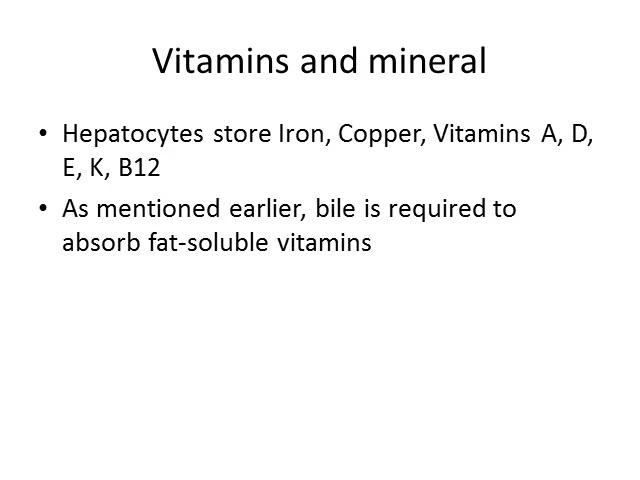 Vitamins and mineral
• Hepatocytes store Iron, Copper, Vitamins A, D,
E, K, B12
• As mentioned earlier, bile is required to
absorb fat-soluble vitamins